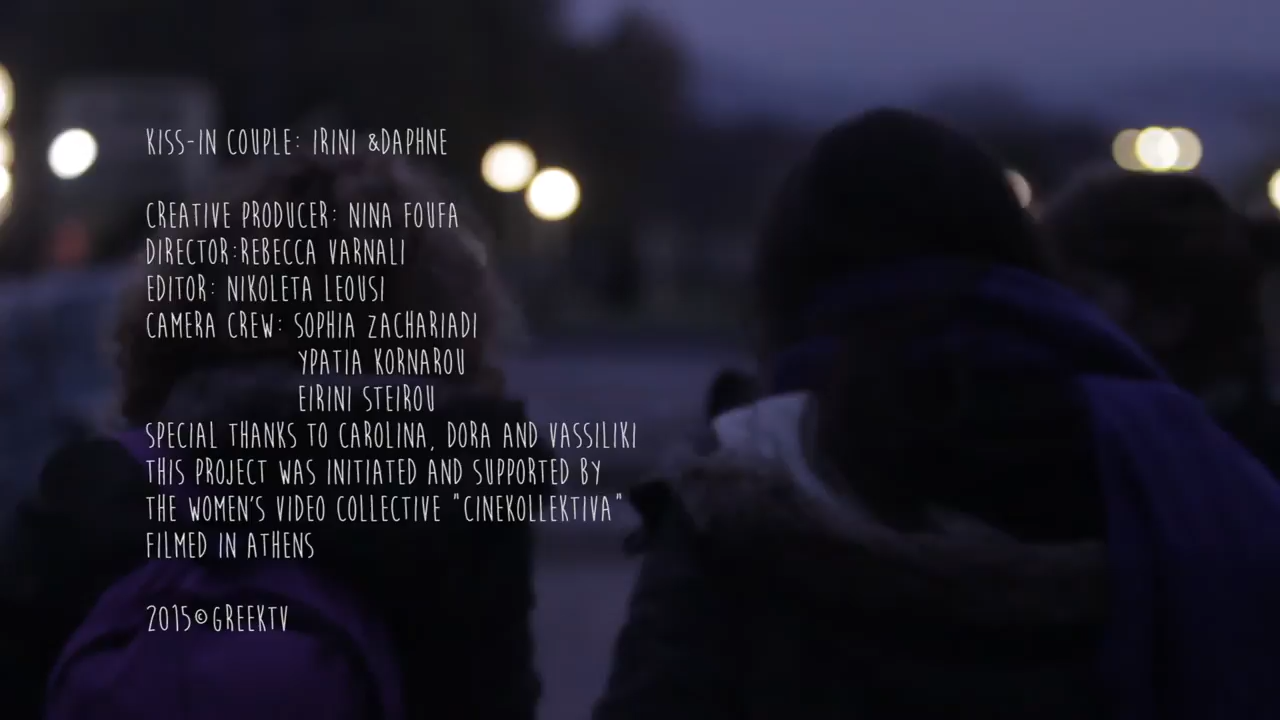 KISS-IN COUPLE: IRINI &DAPHNE
CREATIVE PRODUCER: NINA FOUFA
DIRECTOR:REBECCA VARNALI
EDITOR: NIKOLETA LEOUSI
CAMERA CREW: SOPHIA ZACHARIADI
YPATIA KORNAROU
EIRINI STEIROU
SPECIAL THANKS TO CAROLINA, DORA AND VASSILIKI
THIS PROJECT WAS INITIATED AND SUPPORTED BY
THE WOMEN'S VIDEO COLLECTIVE "CINEKOLLEKTIVA"
FILMED IN ATHENS
2015©GREEKTV